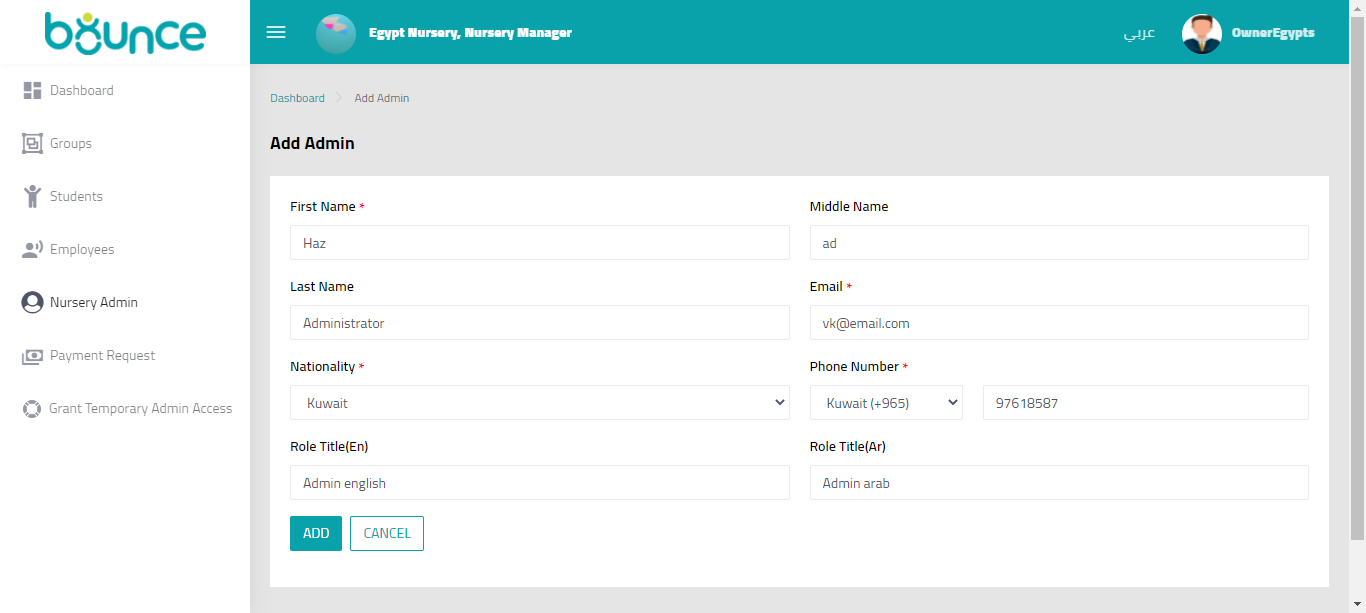 bounce
Egypt Nursery, Nursery Manager
عربي
OwnerEgypts
Dashboard
Groups
Students
Employees
Nursery Admin
Payment Request
Grant Temporary Admin Access
Dashboard > Add Admin
Add Admin
First Name *
Middle Name
Haz
ad
Last Name
Email *
Administrator
vk@email.com
Nationality *
Phone Number *
Kuwait
Kuwait (+965)
97618587
Role Title(En)
Role Title(Ar)
Admin english
Admin arab
ADD
CANCEL